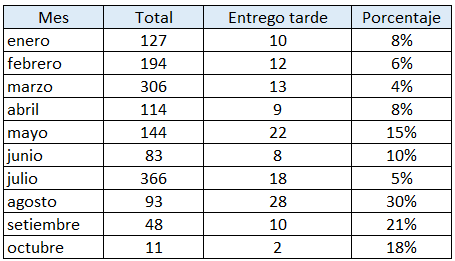 Mes Total Entrego tarde Porcentaje
enero 127 10 8%
febrero 194 12 6%
marzo 306 13 4%
abril 114 9 8%
mayo 144 22 15%
junio 83 8 10%
julio 366 18 5%
agosto 93 28 30%
setiembre 48 10 21%
octubre 11 2 18%